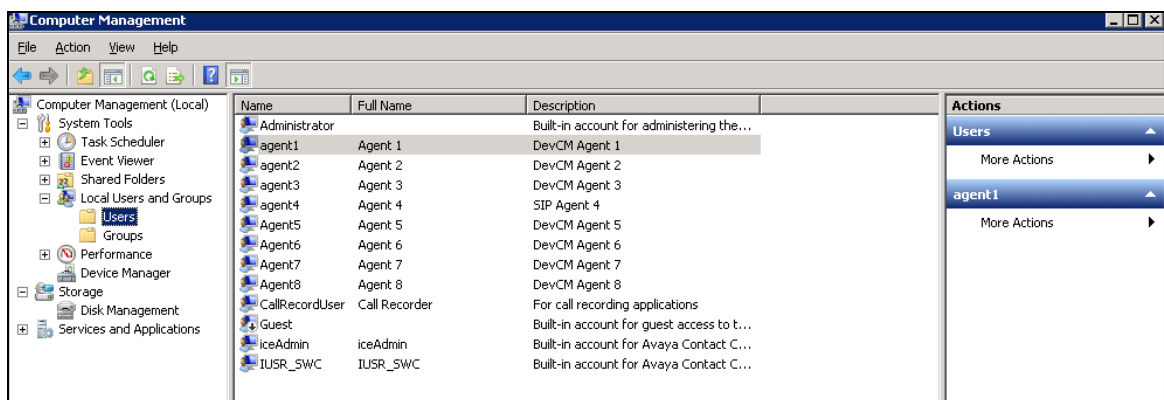 Computer Management
File Action View Help
Computer Management (Local)
System Tools
Task Scheduler
Event Viewer
Shared Folders
Local Users and Groups
Users
Groups
Performance
Device Manager
Storage
Disk Management
Services and Applications
Name Full Name Description
Administrator Built-in account for administering the...
agent1 Agent 1 DevCM Agent 1
agent2 Agent 2 DevCM Agent 2
agent3 Agent 3 DevCM Agent 3
agent4 Agent 4 SIP Agent 4
Agent5 Agent 5 DevCM Agent 5
Agent6 Agent 6 DevCM Agent 6
Agent7 Agent 7 DevCM Agent 7
Agent8 Agent 8 DevCM Agent 8
CallRecordUser Call Recorder For call recording applications
Guest Built-in account for guest access to t...
iceAdmin iceAdmin Built-in account for Avaya Contact C...
IUSR_SWC IUSR_SWC Built-in account for Avaya Contact C...
Actions
Users
More Actions
agent1
More Actions